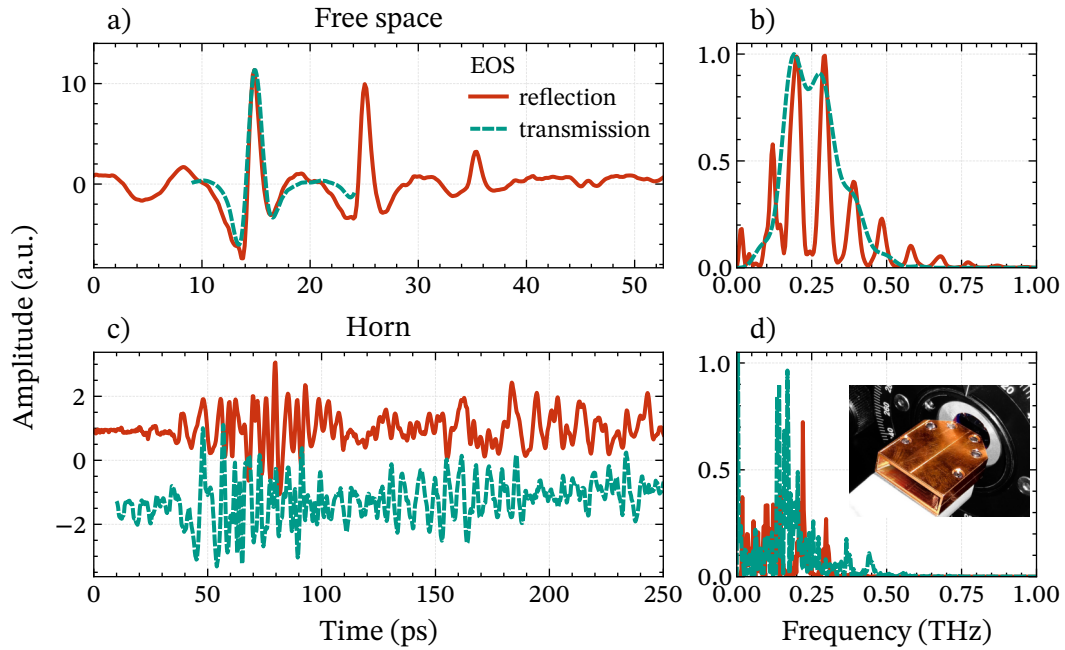 a) Free space b)
Amplitude (a.u.)
10
0
EOS
reflection
transmission
0 10 20 30 40 50
1.0
0.5
0.0
0.00 0.25 0.50 0.75 1.00
c) Horn d)
2
0
−2
0 50 100 150 200 250
Time (ps)
1.0
0.5
0.0
0.00 0.25 0.50 0.75 1.00
Frequency (THz)